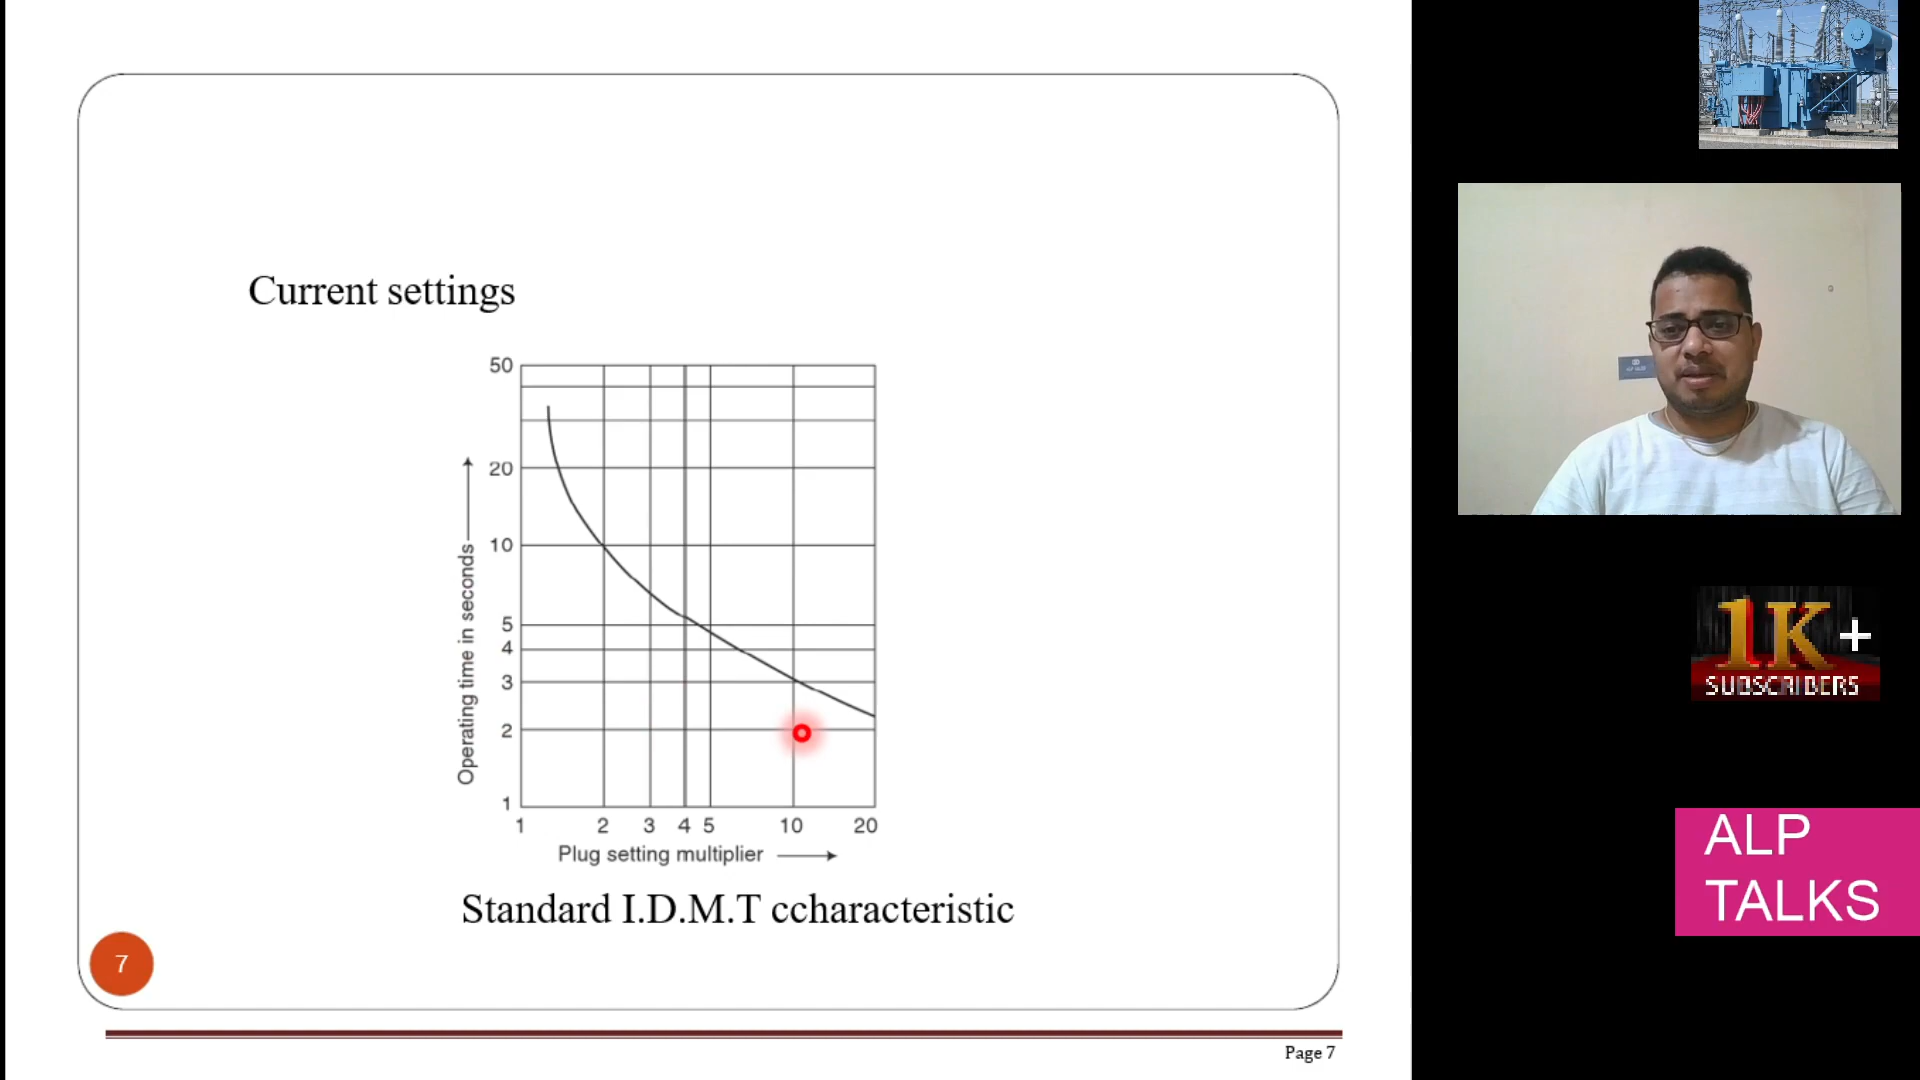 Current settings
50
20
10
5
4
3
2
1
Operating time in seconds
1 2 3 4 5 10 20
Plug setting multiplier
Standard I.D.M.T ccharacteristic
7
Page 7
1K+
SUBSCRIBERS
ALP
TALKS